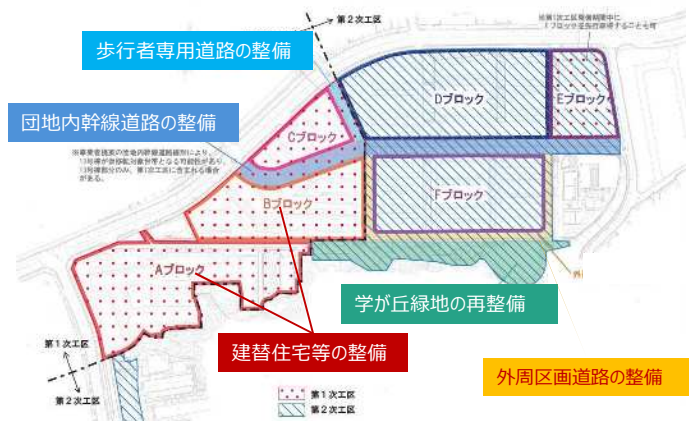 第2次工区
歩行者専用道路の整備
団地内幹線道路の整備
Dブロック
Eブロック
Cブロック
Bブロック
Fブロック
Aブロック
学が丘緑地の再整備
建替住宅等の整備
外周区画道路の整備
第1次工区
第2次工区
第1次工区
第2次工区